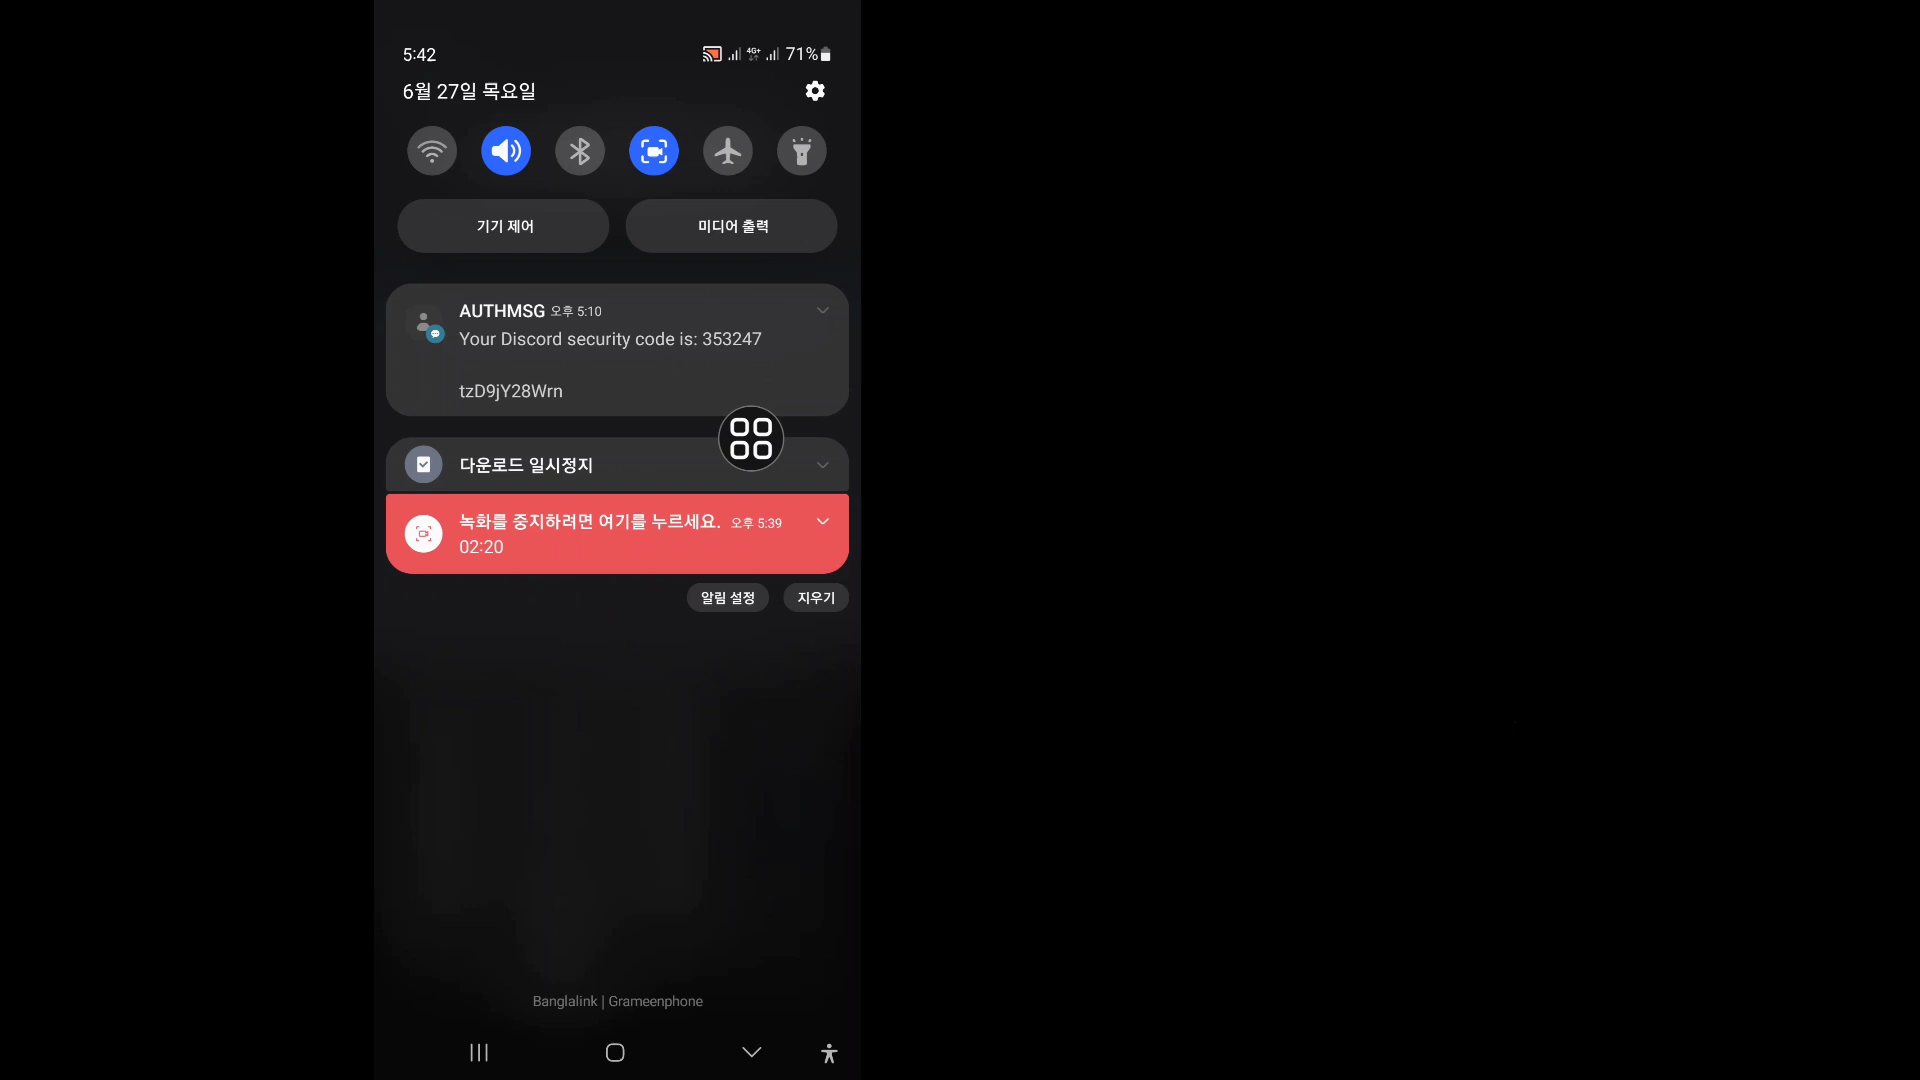 5:42
4G+ 71%
6월 27일 목요일
기기 제어
미디어 출력
AUTHMSG 오후 5:10
Your Discord security code is: 353247
tzD9jY28Wrn
다운로드 일시정지
녹화를 중지하려면 여기를 누르세요. 오후 5:39
02:20
알림 설정
지우기
Banglalink | Grameenphone